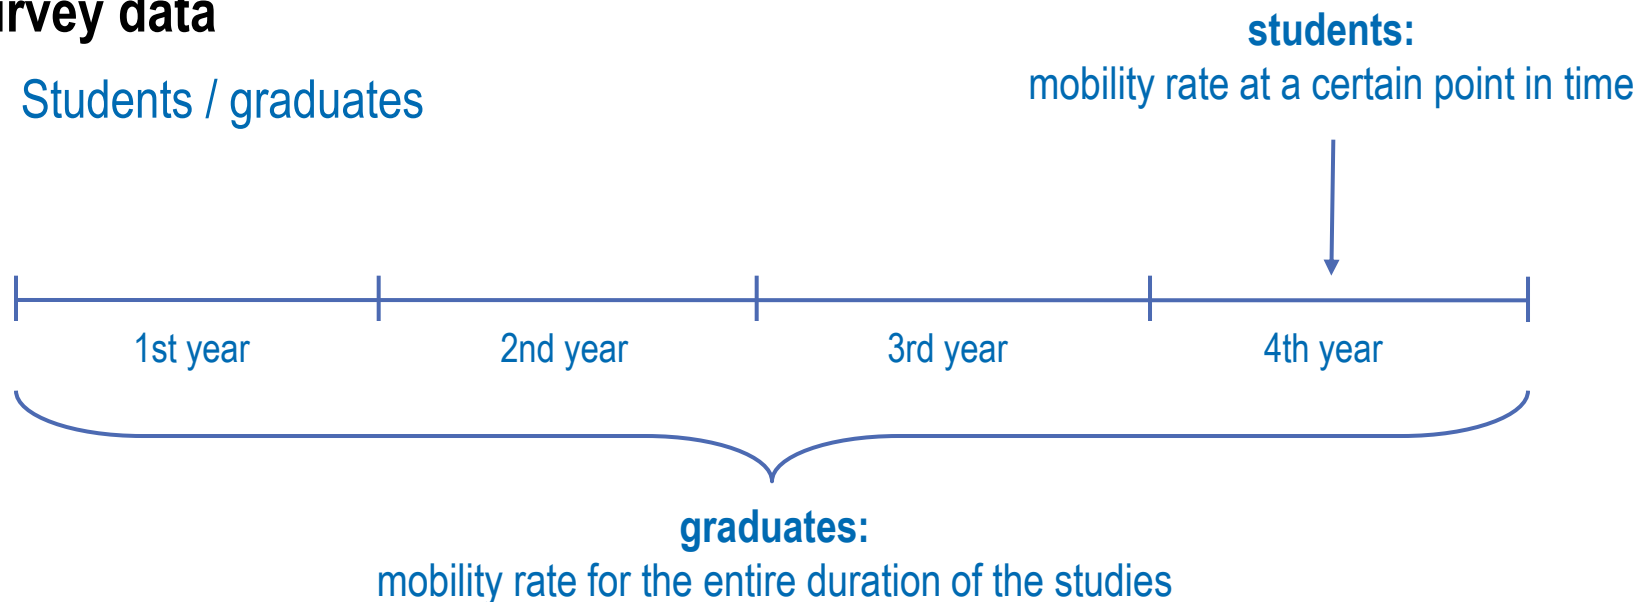 urvey data
Students / graduates
students:
mobility rate at a certain point in time
1st year
2nd year
3rd year
4th year
graduates:
mobility rate for the entire duration of the studies